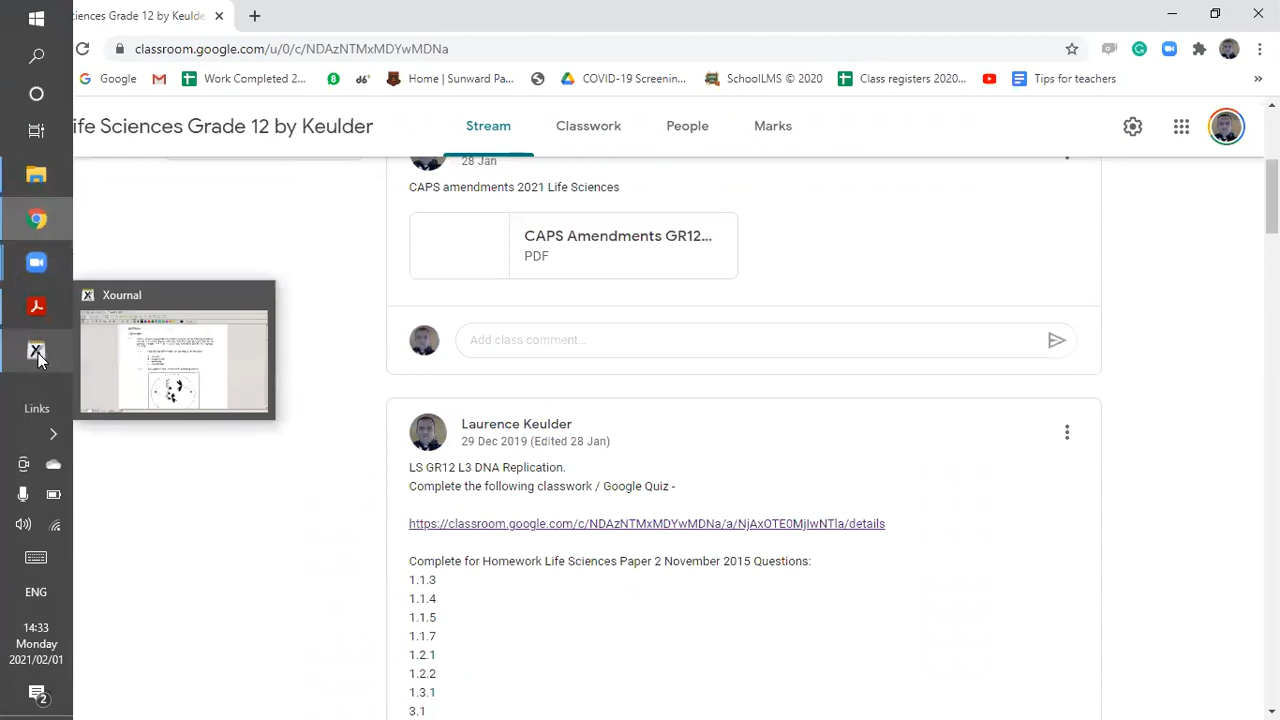 ciences Grade 12 by Keulde
classroom.google.com/u/0/c/NDAzNTMxMDYwMDNa
Google
Work Completed 2...
8
Home | Sunward Pa...
COVID-19 Screenin...
SchoolLMS © 2020
Class registers 2020...
Tips for teachers
»
ife Sciences Grade 12 by Keulder
Stream
Classwork
People
Marks
28 Jan
CAPS amendments 2021 Life Sciences
CAPS Amendments GR12...
PDF
Xournal
Add class comment...
Laurence Keulder
29 Dec 2019 (Edited 28 Jan)
LS GR12 L3 DNA Replication.
Complete the following classwork / Google Quiz -
https://classroom.google.com/c/NDAzNTMxMDYwMDNa/a/NjAxOTE0MjIwNTla/details
Complete for Homework Life Sciences Paper 2 November 2015 Questions:
1.1.3
1.1.4
1.1.5
1.1.7
1.2.1
1.2.2
1.3.1
3.1
Links
ENG
14:33
Monday
2021/02/01
2